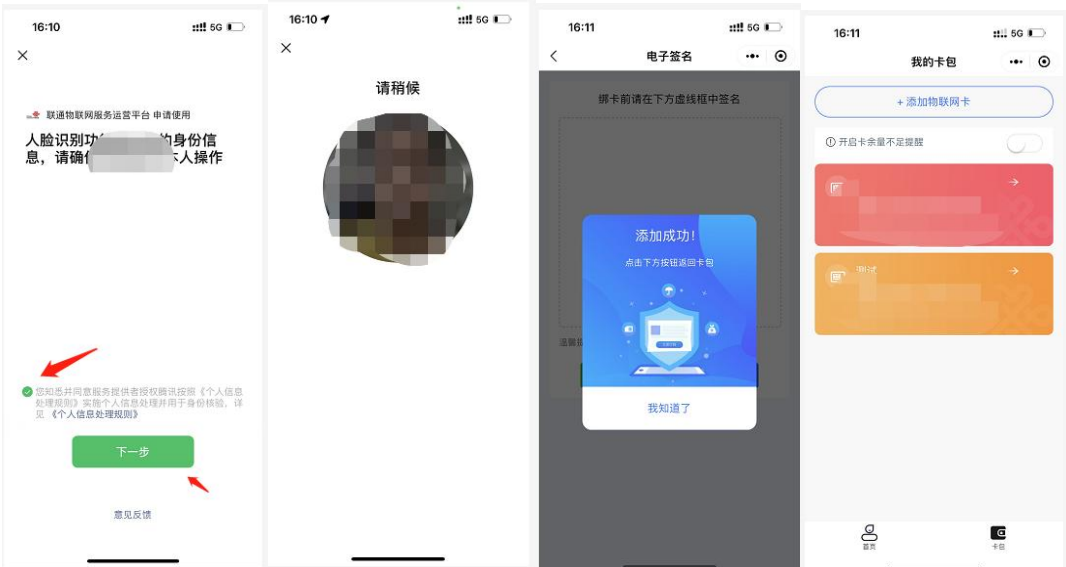 16:10
5G
联通物联网服务运营平台 申请使用
人脸识别功 的身份信
息，请确 本人操作
您知悉并同意服务提供者授权腾讯按照《个人信息
处理规则》实施个人信息处理并用于身份核验，详
见《个人信息处理规则》
下一步
意见反馈
16:10
5G
请稍候
16:11
5G
电子签名
绑卡前请在下方虚线框中签名
添加成功!
点击下方按钮返回卡包
温馨提
我知道了
16:11
5G
我的卡包
+ 添加物联网卡
开启卡余量不足提醒
测试
首页
卡包